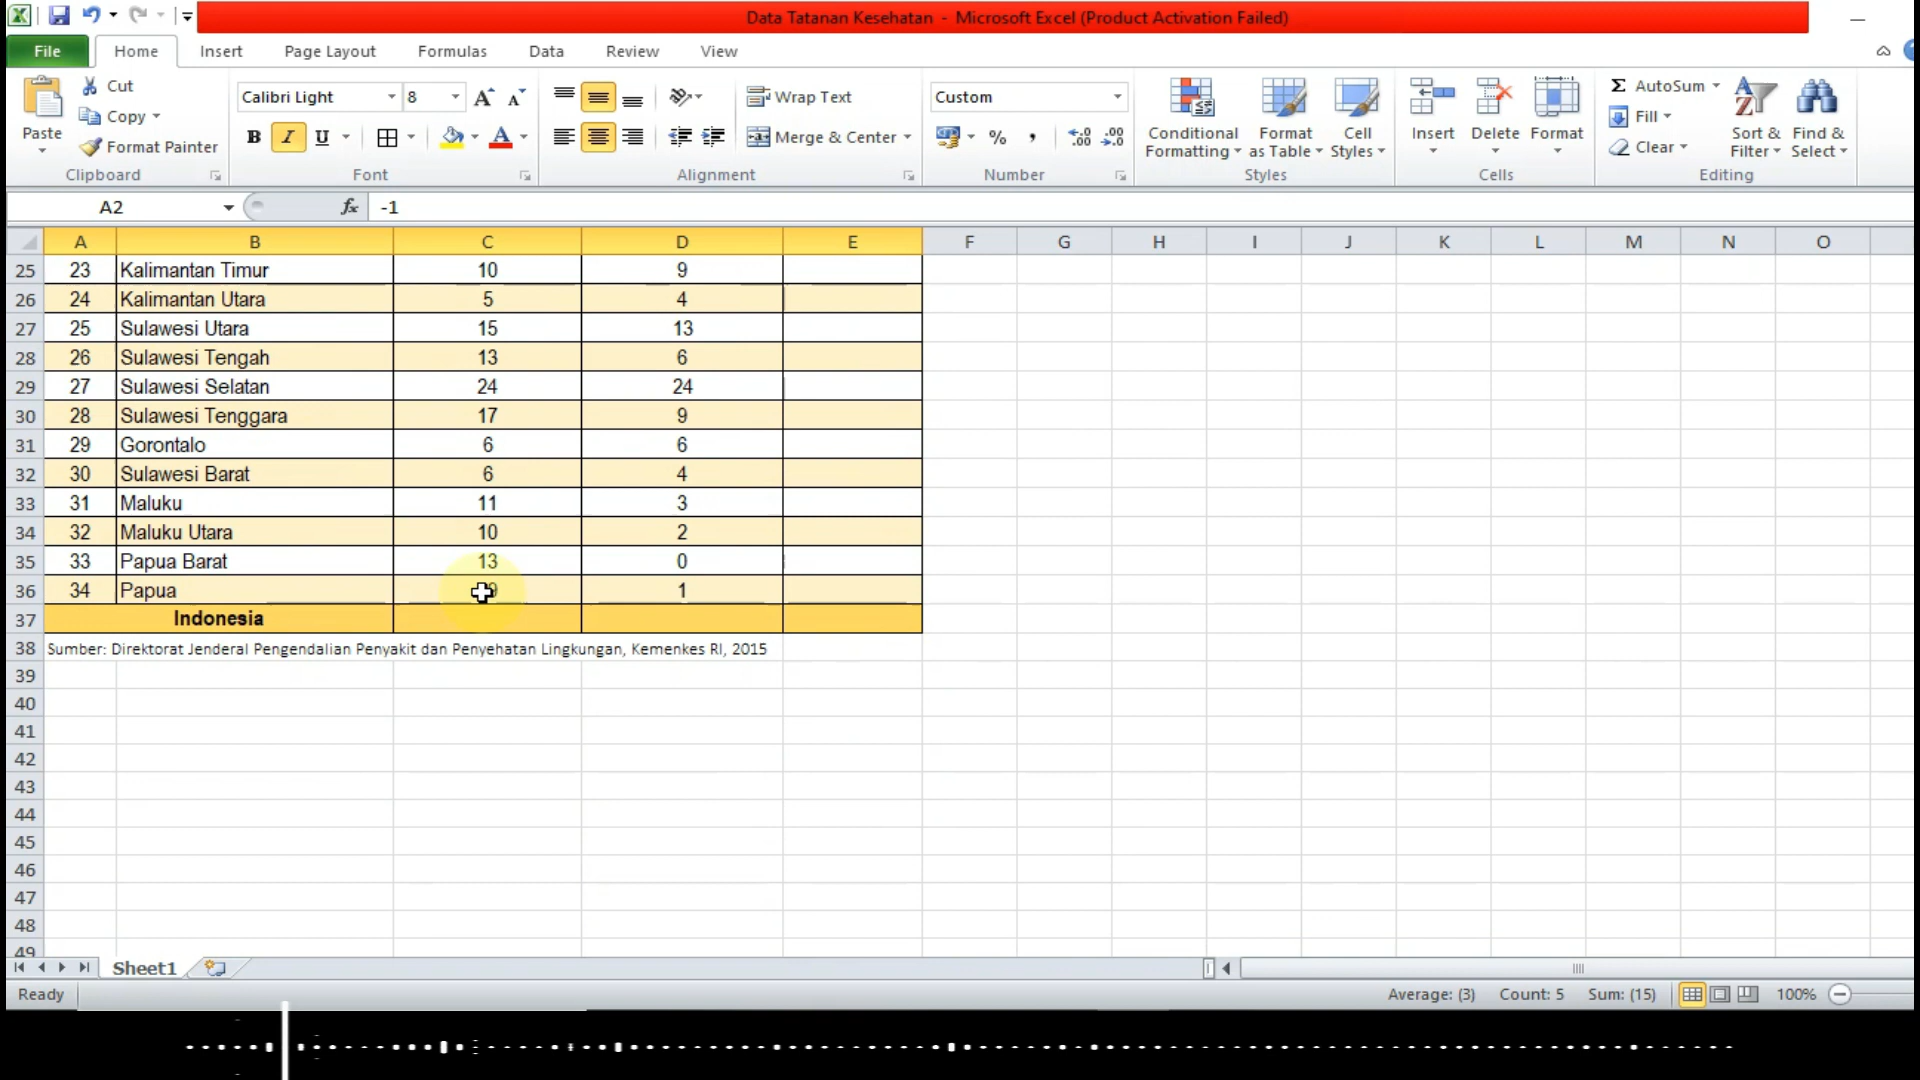 Data Tatanan Kesehatan - Microsoft Excel (Product Activation Failed)
File Home Insert Page Layout Formulas Data Review View
Paste
Cut
Copy
Format Painter
Clipboard
Calibri Light 8
B I U
Font
Wrap Text
Merge & Center
Alignment
Custom
% , .00 .00
Number
Conditional Formatting
Format as Table
Cell Styles
Styles
Insert Delete Format
Cells
Σ AutoSum
Fill
Clear
Sort & Filter
Find & Select
Editing
A2 fx -1
A B C D E F G H I J K L M N O
25 23 Kalimantan Timur 10 9
26 24 Kalimantan Utara 5 4
27 25 Sulawesi Utara 15 13
28 26 Sulawesi Tengah 13 6
29 27 Sulawesi Selatan 24 24
30 28 Sulawesi Tenggara 17 9
31 29 Gorontalo 6 6
32 30 Sulawesi Barat 6 4
33 31 Maluku 11 3
34 32 Maluku Utara 10 2
35 33 Papua Barat 13 0
36 34 Papua 1
37 Indonesia
38 Sumber: Direktorat Jenderal Pengendalian Penyakit dan Penyehatan Lingkungan, Kemenkes RI, 2015
39
40
41
42
43
44
45
46
47
48
49
Sheet1
Ready Average: (3) Count: 5 Sum: (15) 100%